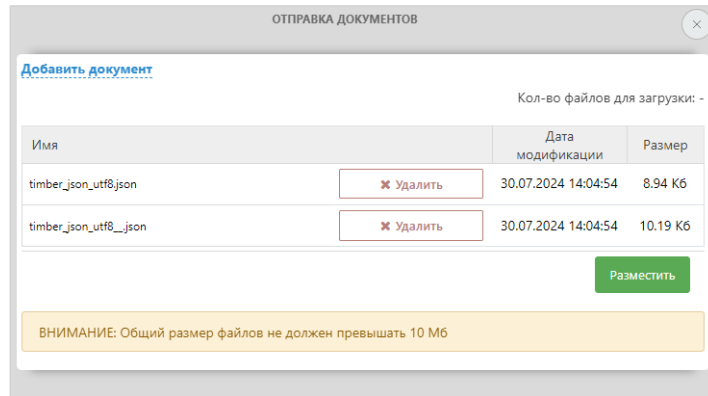 ОТПРАВКА ДОКУМЕНТОВ
Добавить документ
Кол-во файлов для загрузки: -
Имя
Дата
модификации
Размер
timber_json_utf8.json
Удалить
30.07.2024 14:04:54
8.94 Кб
timber_json_utf8__.json
Удалить
30.07.2024 14:04:54
10.19 Кб
Разместить
ВНИМАНИЕ: Общий размер файлов не должен превышать 10 Мб